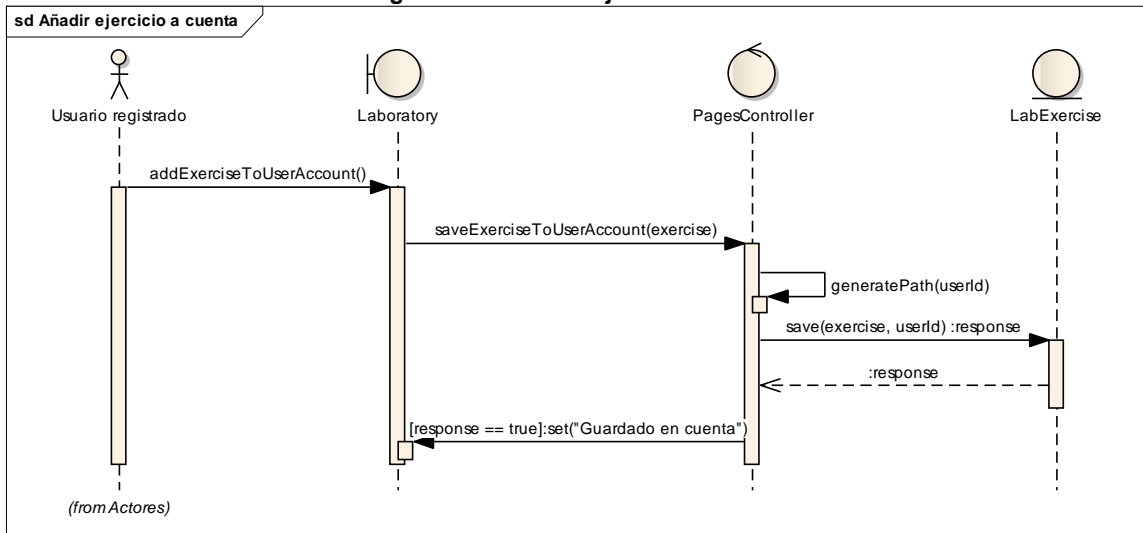 sd Añadir ejercicio a cuenta
Usuario registrado
Laboratory
PagesController
LabExercise
addExerciseToUserAccount()
saveExerciseToUserAccount(exercise)
generatePath(userId)
save(exercise, userId) :response
:response
[response == true]:set("Guardado en cuenta")
(from Actores)